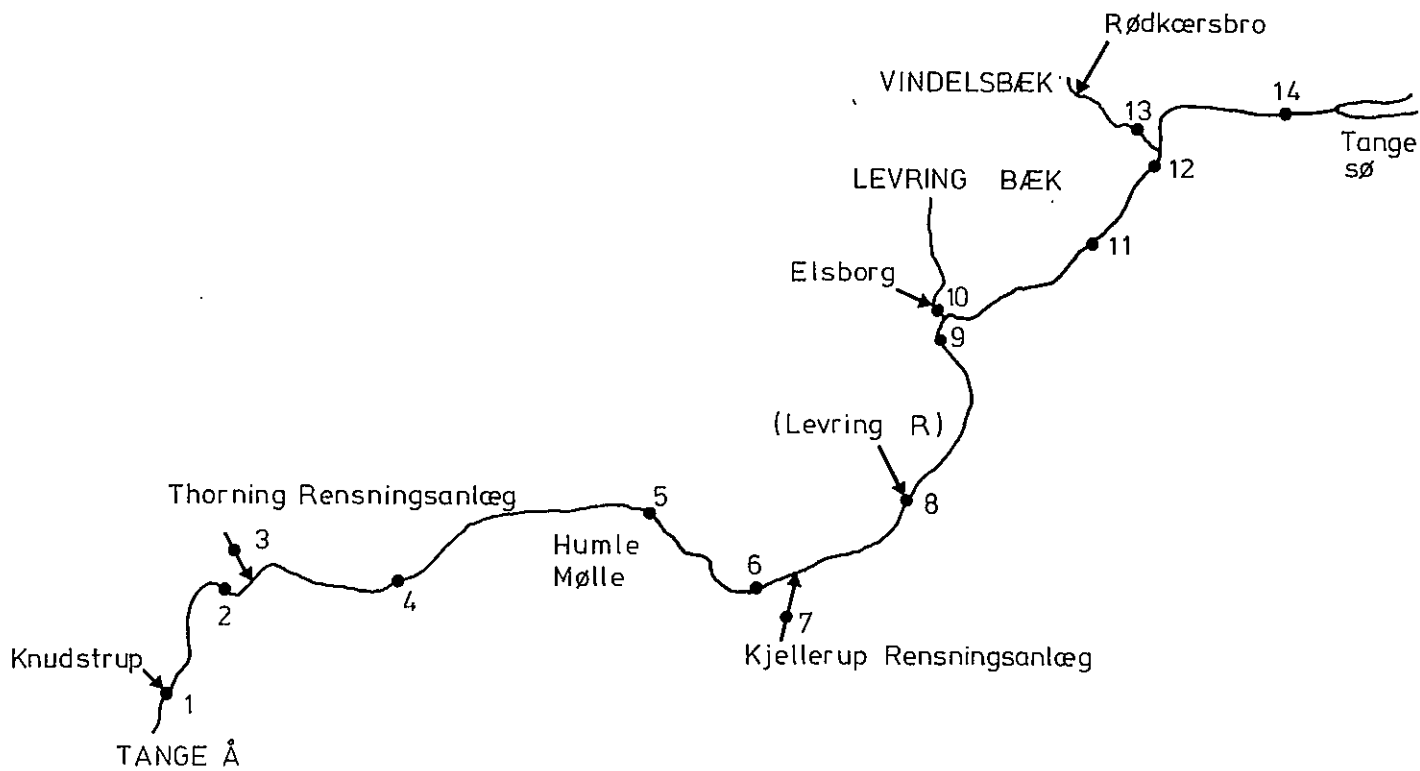 Rødkærsbro
VINDELSBÆK
13
14
Tange
sø
12
LEVRING BÆK
11
Elsborg
10
9
(Levring R)
Thorning Rensningsanlæg
5
8
3
Humle
Mølle
6
4
2
7
Knudstrup
Kjellerup Rensningsanlæg
1
TANGE Å